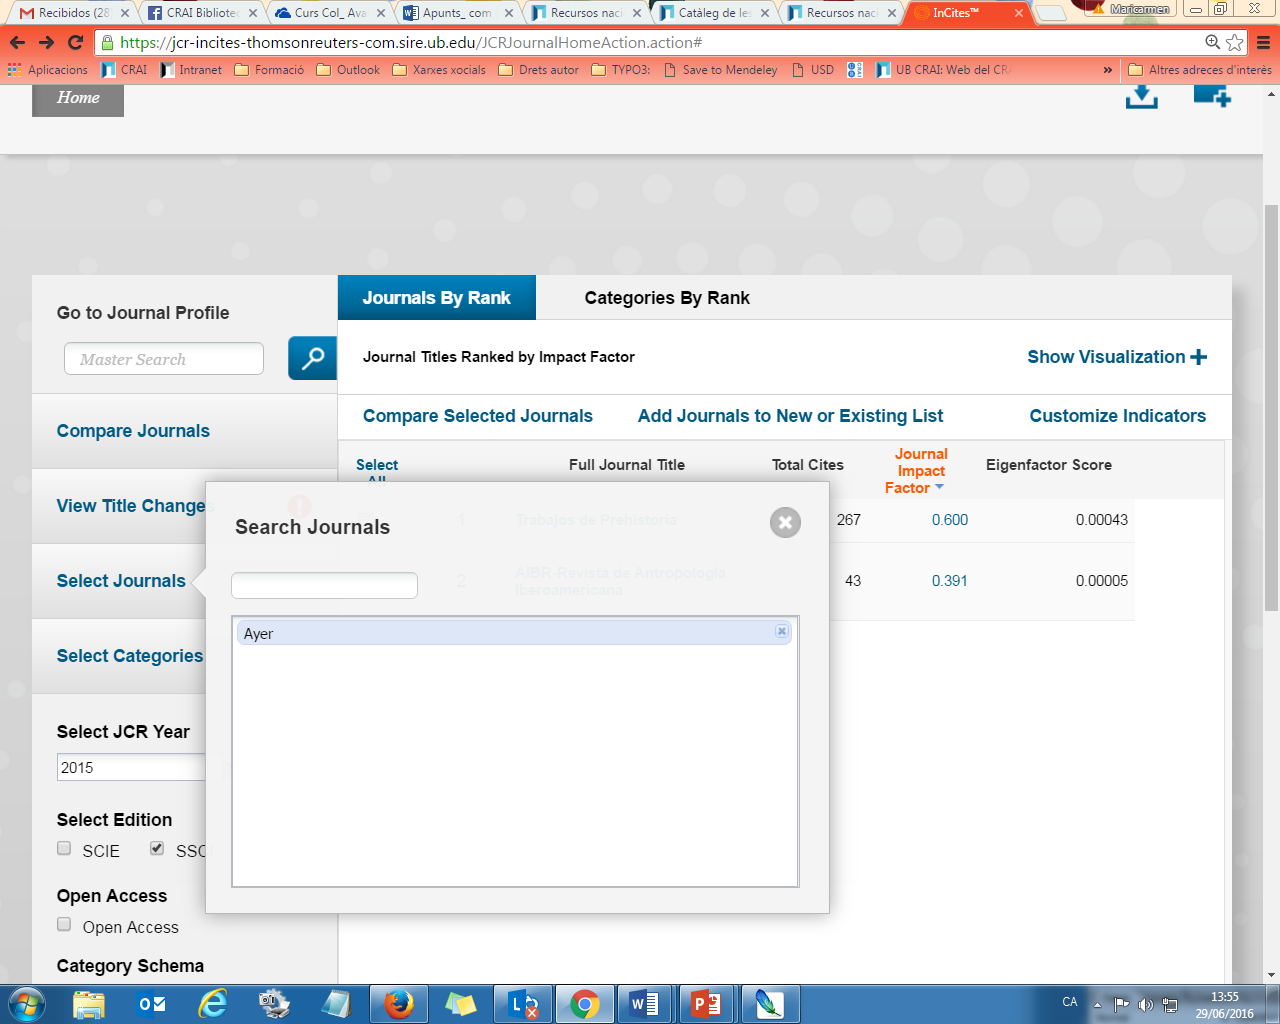 Recibidos (28
CRAI Bibliote
Curs Col_ Ava
Apunts_ com
Recursos naci
Catàleg de les
Recursos naci
InCites™
Maricarmen
https://jcr-incites-thomsonreuters-com.sire.ub.edu/JCRJournalHomeAction.action#
Aplicacions
CRAI
Intranet
Formació
Outlook
Xarxes xocials
Drets autor
TYPO3:
Save to Mendeley
USD
UB CRAI: Web del CRA
»
Altres adreces d'interès
Home
Go to Journal Profile
Master Search
Compare Journals
View Title Changes
Select Journals
Select Categories
Select JCR Year
2015
Select Edition
SCIE
SSCI
Open Access
Open Access
Category Schema
Journals By Rank
Categories By Rank
Journal Titles Ranked by Impact Factor
Show Visualization
Compare Selected Journals
Add Journals to New or Existing List
Customize Indicators
Select
All
Full Journal Title
Total Cites
Journal
Impact
Factor
Eigenfactor Score
1 Trabajos de Prehistoria 267 0.600 0.00043
2 AIBR-Revista de Antropologia
Iberoamericana
43 0.391 0.00005
Search Journals
Ayer
CA
13:55
29/06/2016